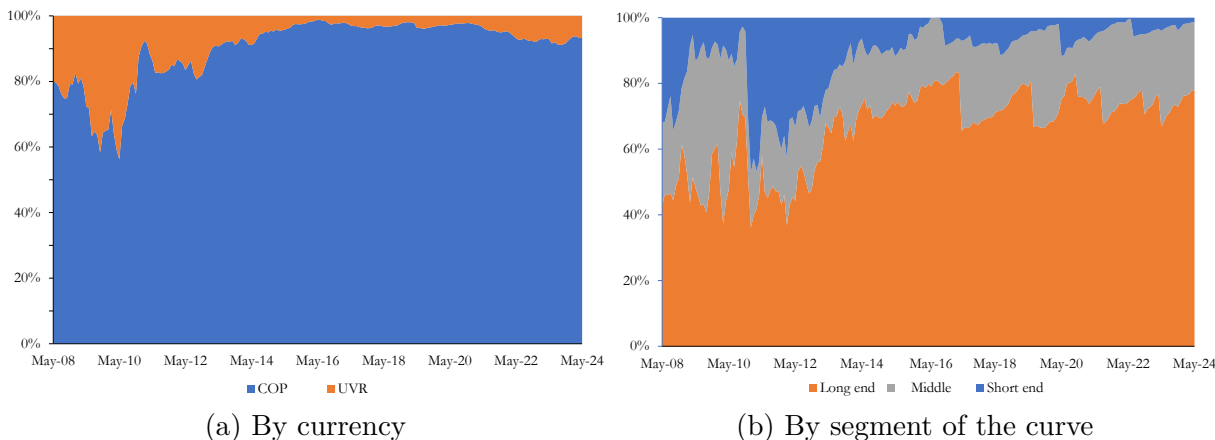 100%
80%
60%
40%
20%
0%
May-08 May-10 May-12 May-14 May-16 May-18 May-20 May-22 May-24
COP UVR
(a) By currency
100%
80%
60%
40%
20%
0%
May-08 May-10 May-12 May-14 May-16 May-18 May-20 May-22 May-24
Long end Middle Short end
(b) By segment of the curve